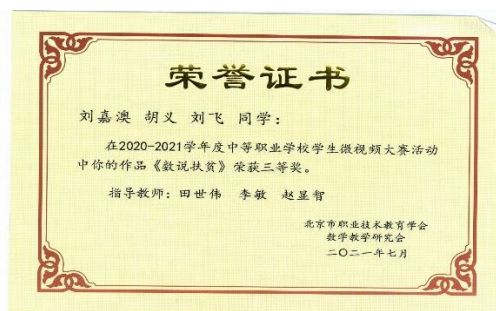 荣誉证书
刘嘉澳 胡义 刘飞 同学：
在2020-2021学年度中等职业学校学生微视频大赛活动
中你的作品《数说扶贫》荣获三等奖。
指导教师：田世伟 李敏 赵显智
北京市职业技术教育学会
数学教学研究会
二〇二一年七月